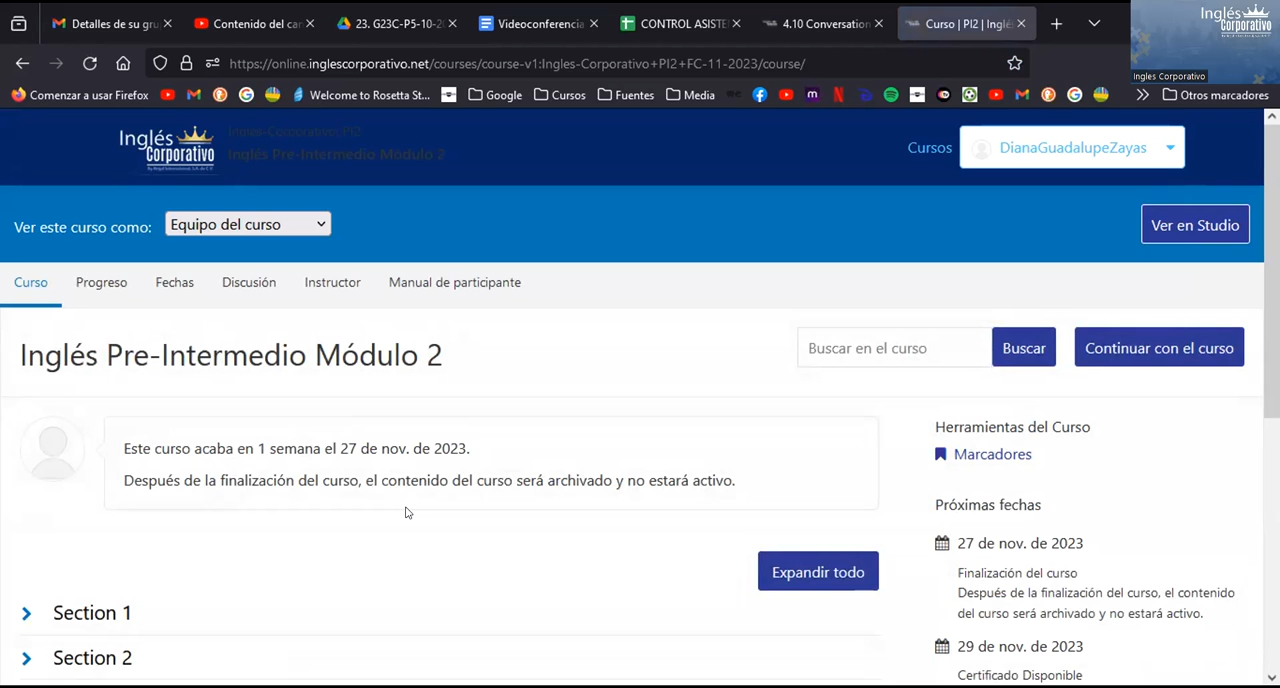 Detalles de su gru
Contenido del car
23. G23C-P5-10-2
Videoconferencia
CONTROL ASISTE
4.10 Conversation
Curso | PI2 | Inglé
Inglés
Corporativo
Ingles Corporativo
https://online.inglescorporativo.net/courses/course-v1:Ingles-Corporativo+PI2+FC-11-2023/course/
Comenzar a usar Firefox
Welcome to Rosetta St...
Google
Cursos
Fuentes
Media
Otros marcadores
Inglés
Corporativo
Ingles-Corporativo: PI2
Inglés Pre-Intermedio Módulo 2
Cursos
DianaGuadalupeZayas
Ver este curso como:
Equipo del curso
Ver en Studio
Curso
Progreso
Fechas
Discusión
Instructor
Manual de participante
Inglés Pre-Intermedio Módulo 2
Buscar en el curso
Buscar
Continuar con el curso
Este curso acaba en 1 semana el 27 de nov. de 2023.
Después de la finalización del curso, el contenido del curso será archivado y no estará activo.
Expandir todo
Section 1
Section 2
Herramientas del Curso
Marcadores
Próximas fechas
27 de nov. de 2023
Finalización del curso
Después de la finalización del curso, el contenido
del curso será archivado y no estará activo.
29 de nov. de 2023
Certificado Disponible